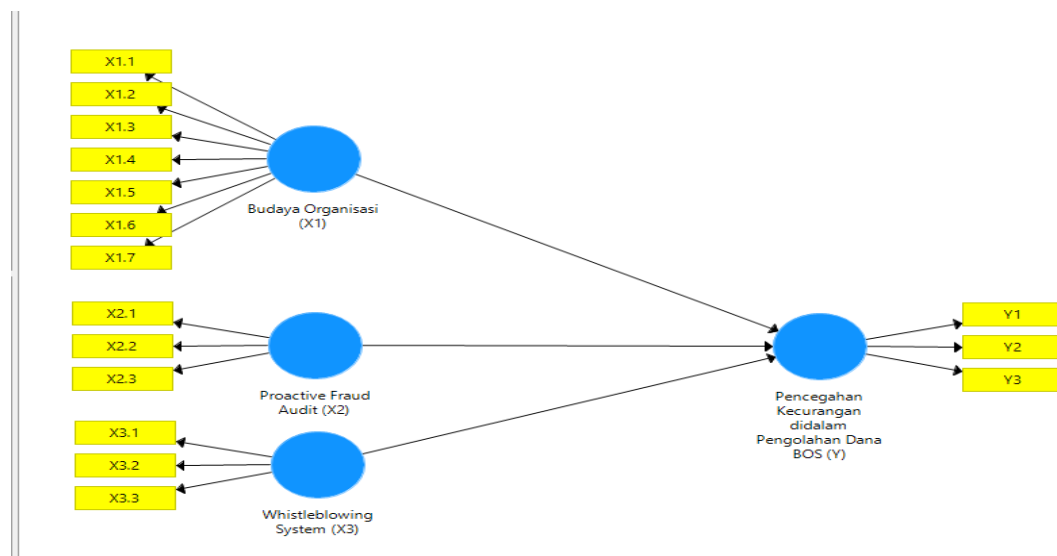 X1.1
X1.2
X1.3
X1.4
X1.5
X1.6
X1.7
Budaya Organisasi
(X1)
X2.1
X2.2
X2.3
Proactive Fraud
Audit (X2)
X3.1
X3.2
X3.3
Whistleblowing
System (X3)
Pencegahan
Kecurangan
didalam
Pengolahan Dana
BOS (Y)
Y1
Y2
Y3